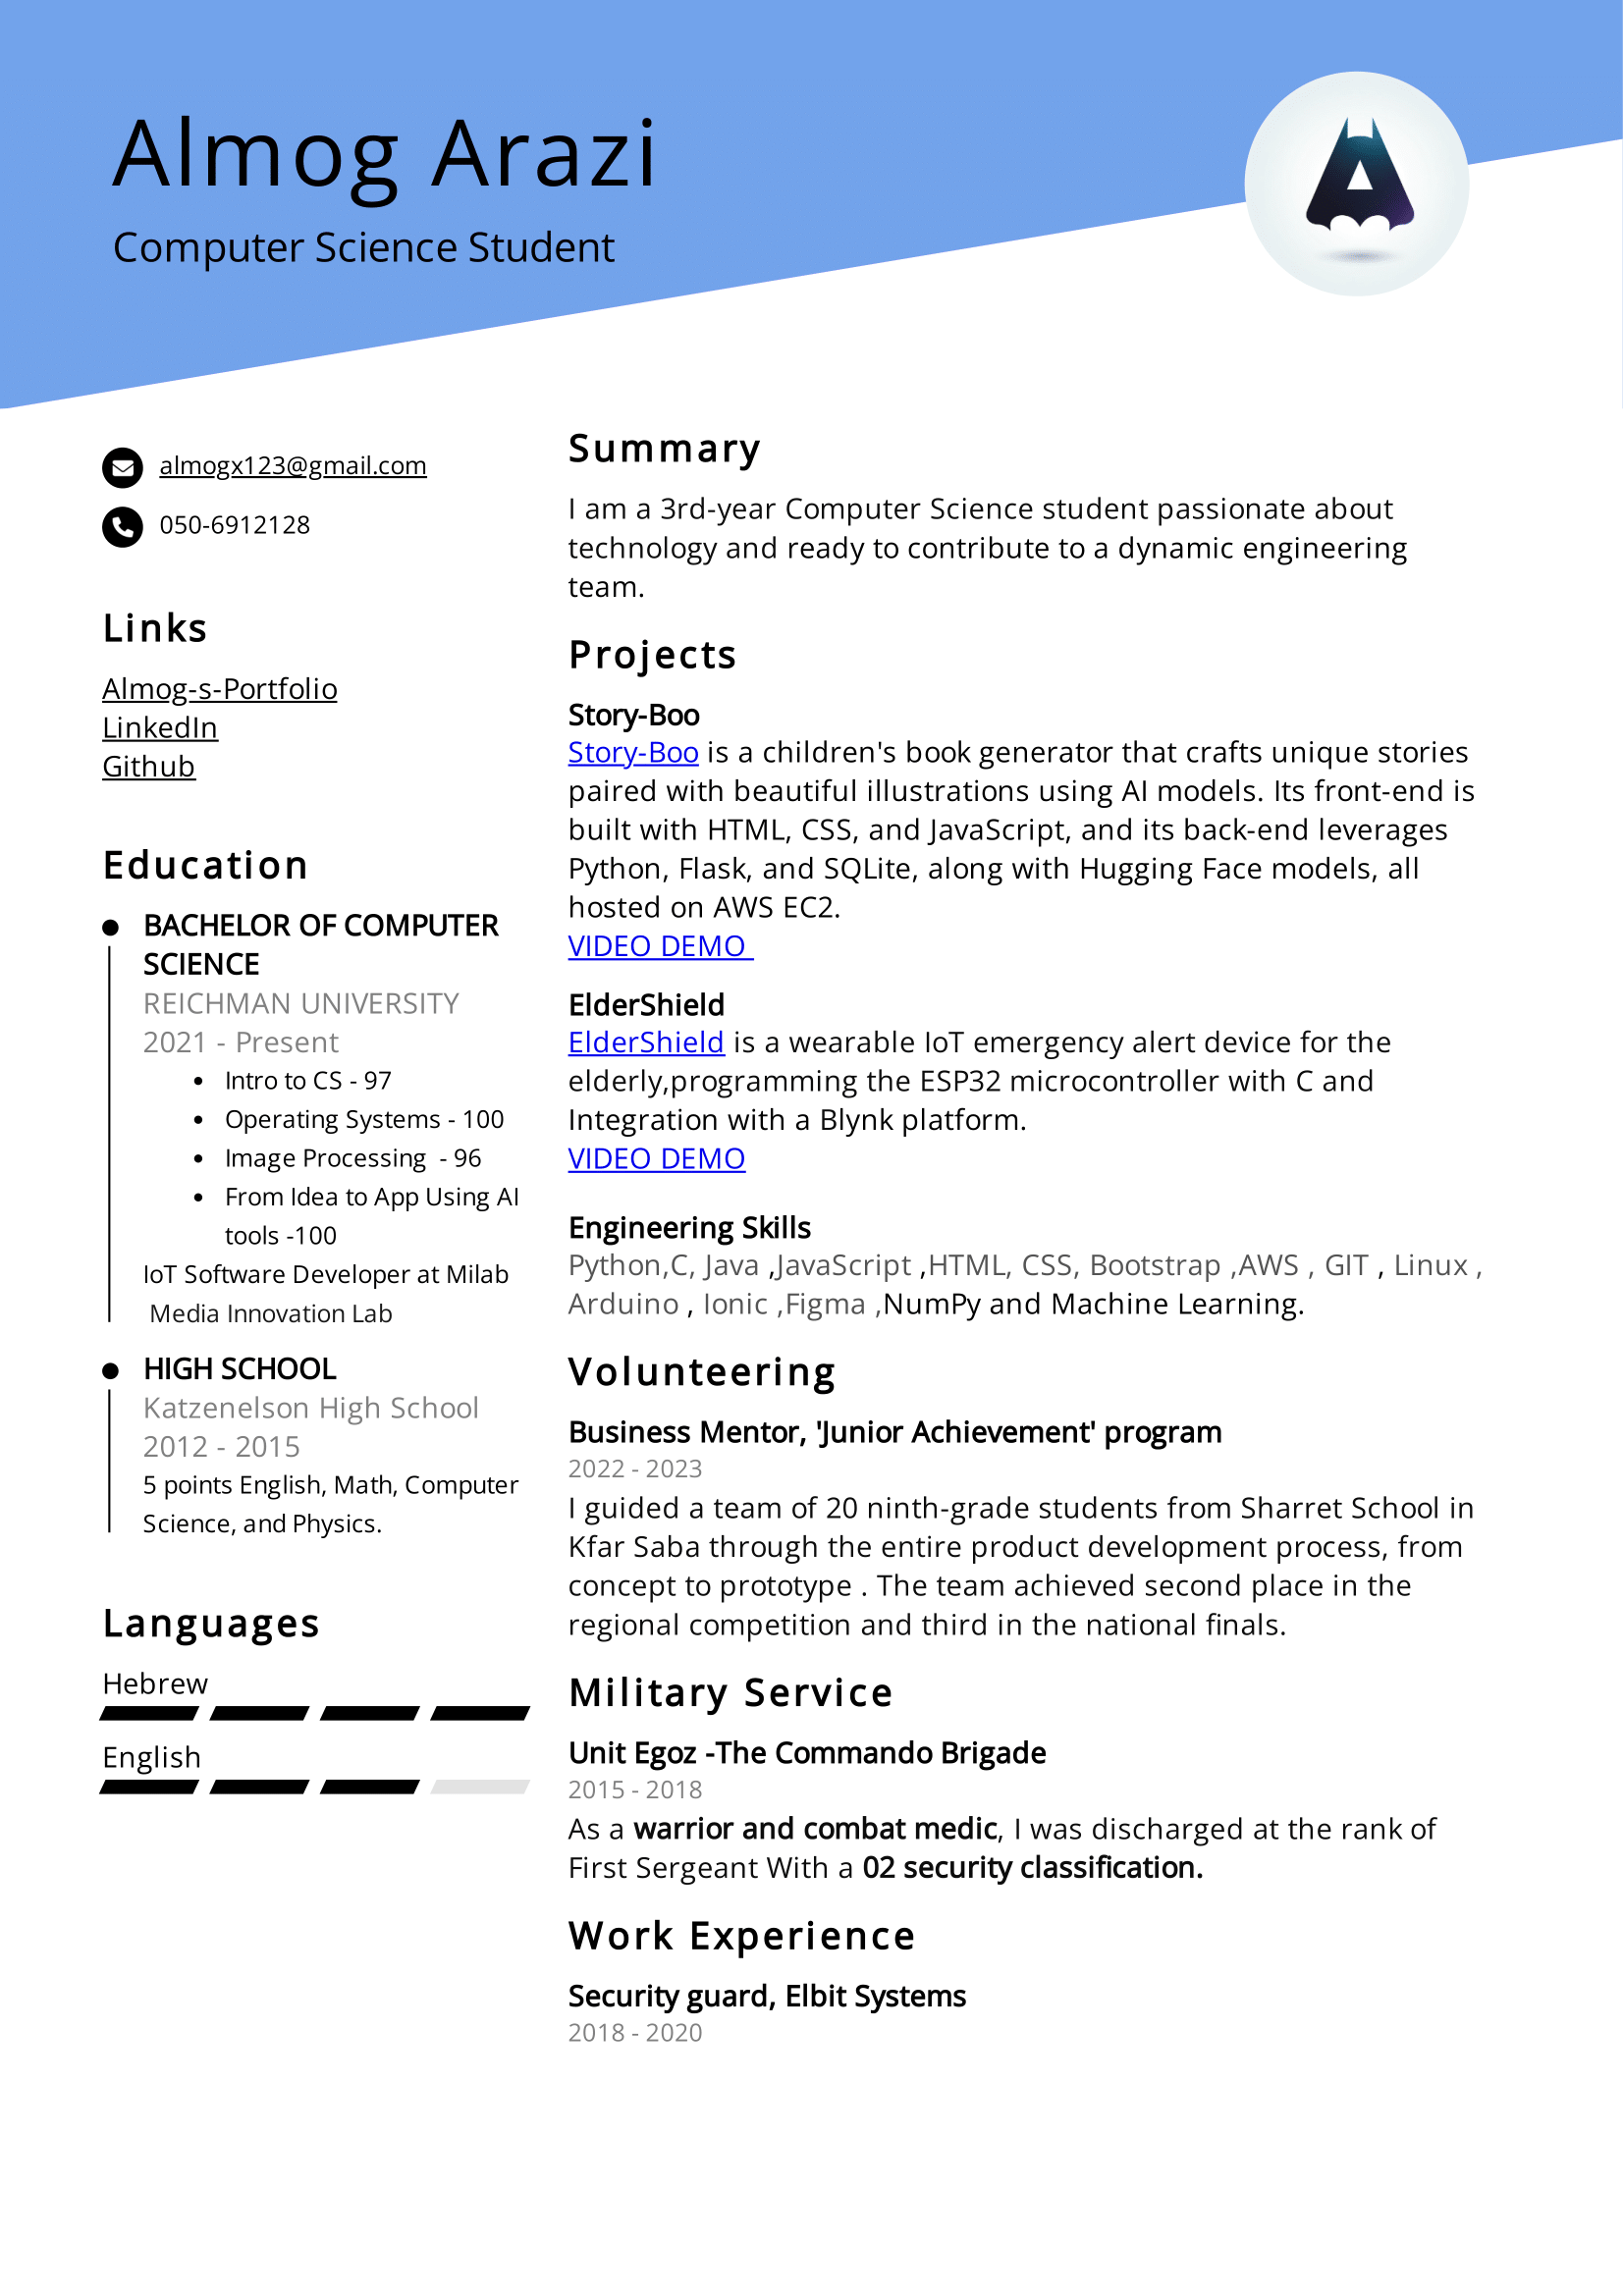 Almog Arazi
Computer Science Student
almogx123@gmail.com
050-6912128
Links
Almog-s-Portfolio
LinkedIn
Github
Education
BACHELOR OF COMPUTER
SCIENCE
REICHMAN UNIVERSITY
2021 - Present
• Intro to CS - 97
• Operating Systems - 100
• Image Processing  - 96
• From Idea to App Using AI
tools -100
IoT Software Developer at Milab
Media Innovation Lab
HIGH SCHOOL
Katzenelson High School
2012 - 2015
5 points English, Math, Computer
Science, and Physics.
Languages
Hebrew
English
Summary
I am a 3rd-year Computer Science student passionate about
technology and ready to contribute to a dynamic engineering
team.
Projects
Story-Boo
Story-Boo is a children's book generator that crafts unique stories
paired with beautiful illustrations using AI models. Its front-end is
built with HTML, CSS, and JavaScript, and its back-end leverages
Python, Flask, and SQLite, along with Hugging Face models, all
hosted on AWS EC2.
VIDEO DEMO
ElderShield
ElderShield is a wearable IoT emergency alert device for the
elderly,programming the ESP32 microcontroller with C and
Integration with a Blynk platform.
VIDEO DEMO
Engineering Skills
Python,C, Java ,JavaScript ,HTML, CSS, Bootstrap ,AWS , GIT , Linux ,
Arduino , Ionic ,Figma ,NumPy and Machine Learning.
Volunteering
Business Mentor, 'Junior Achievement' program
2022 - 2023
I guided a team of 20 ninth-grade students from Sharret School in
Kfar Saba through the entire product development process, from
concept to prototype . The team achieved second place in the
regional competition and third in the national finals.
Military Service
Unit Egoz -The Commando Brigade
2015 - 2018
As a warrior and combat medic, I was discharged at the rank of
First Sergeant With a 02 security classification.
Work Experience
Security guard, Elbit Systems
2018 - 2020